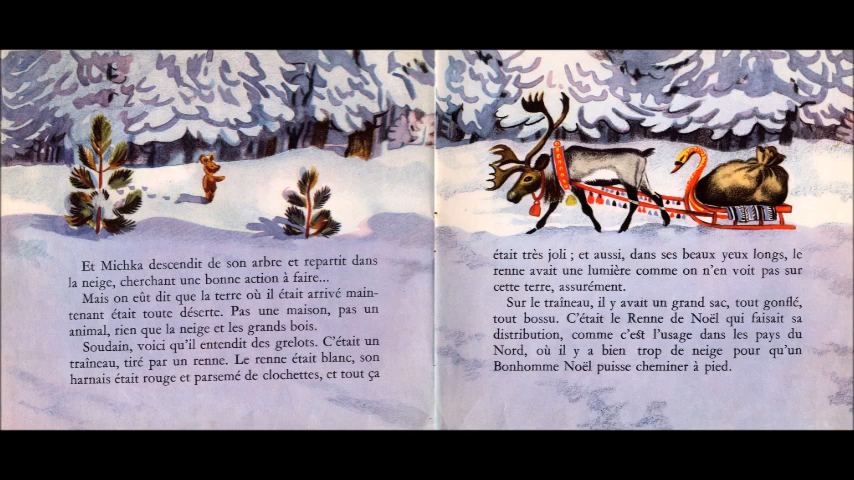 Et Michka descendit de son arbre et repartit dans
la neige, cherchant une bonne action à faire...
Mais on eût dit que la terre où il était arrivé main-
tenant était toute déserte. Pas une maison, pas un
animal, rien que la neige et les grands bois.
Soudain, voici qu'il entendit des grelots. C'était un
traîneau, tiré par un renne. Le renne était blanc, son
harnais était rouge et parsemé de clochettes, et tout ça
était très joli ; et aussi, dans ses beaux yeux longs, le
renne avait une lumière comme on n'en voit pas sur
cette terre, assurément.
Sur le traîneau, il y avait un grand sac, tout gonflé,
tout bossu. C'était le Renne de Noël qui faisait sa
distribution, comme c'est l'usage dans les pays du
Nord, où il y a bien trop de neige pour qu'un
Bonhomme Noël puisse cheminer à pied.